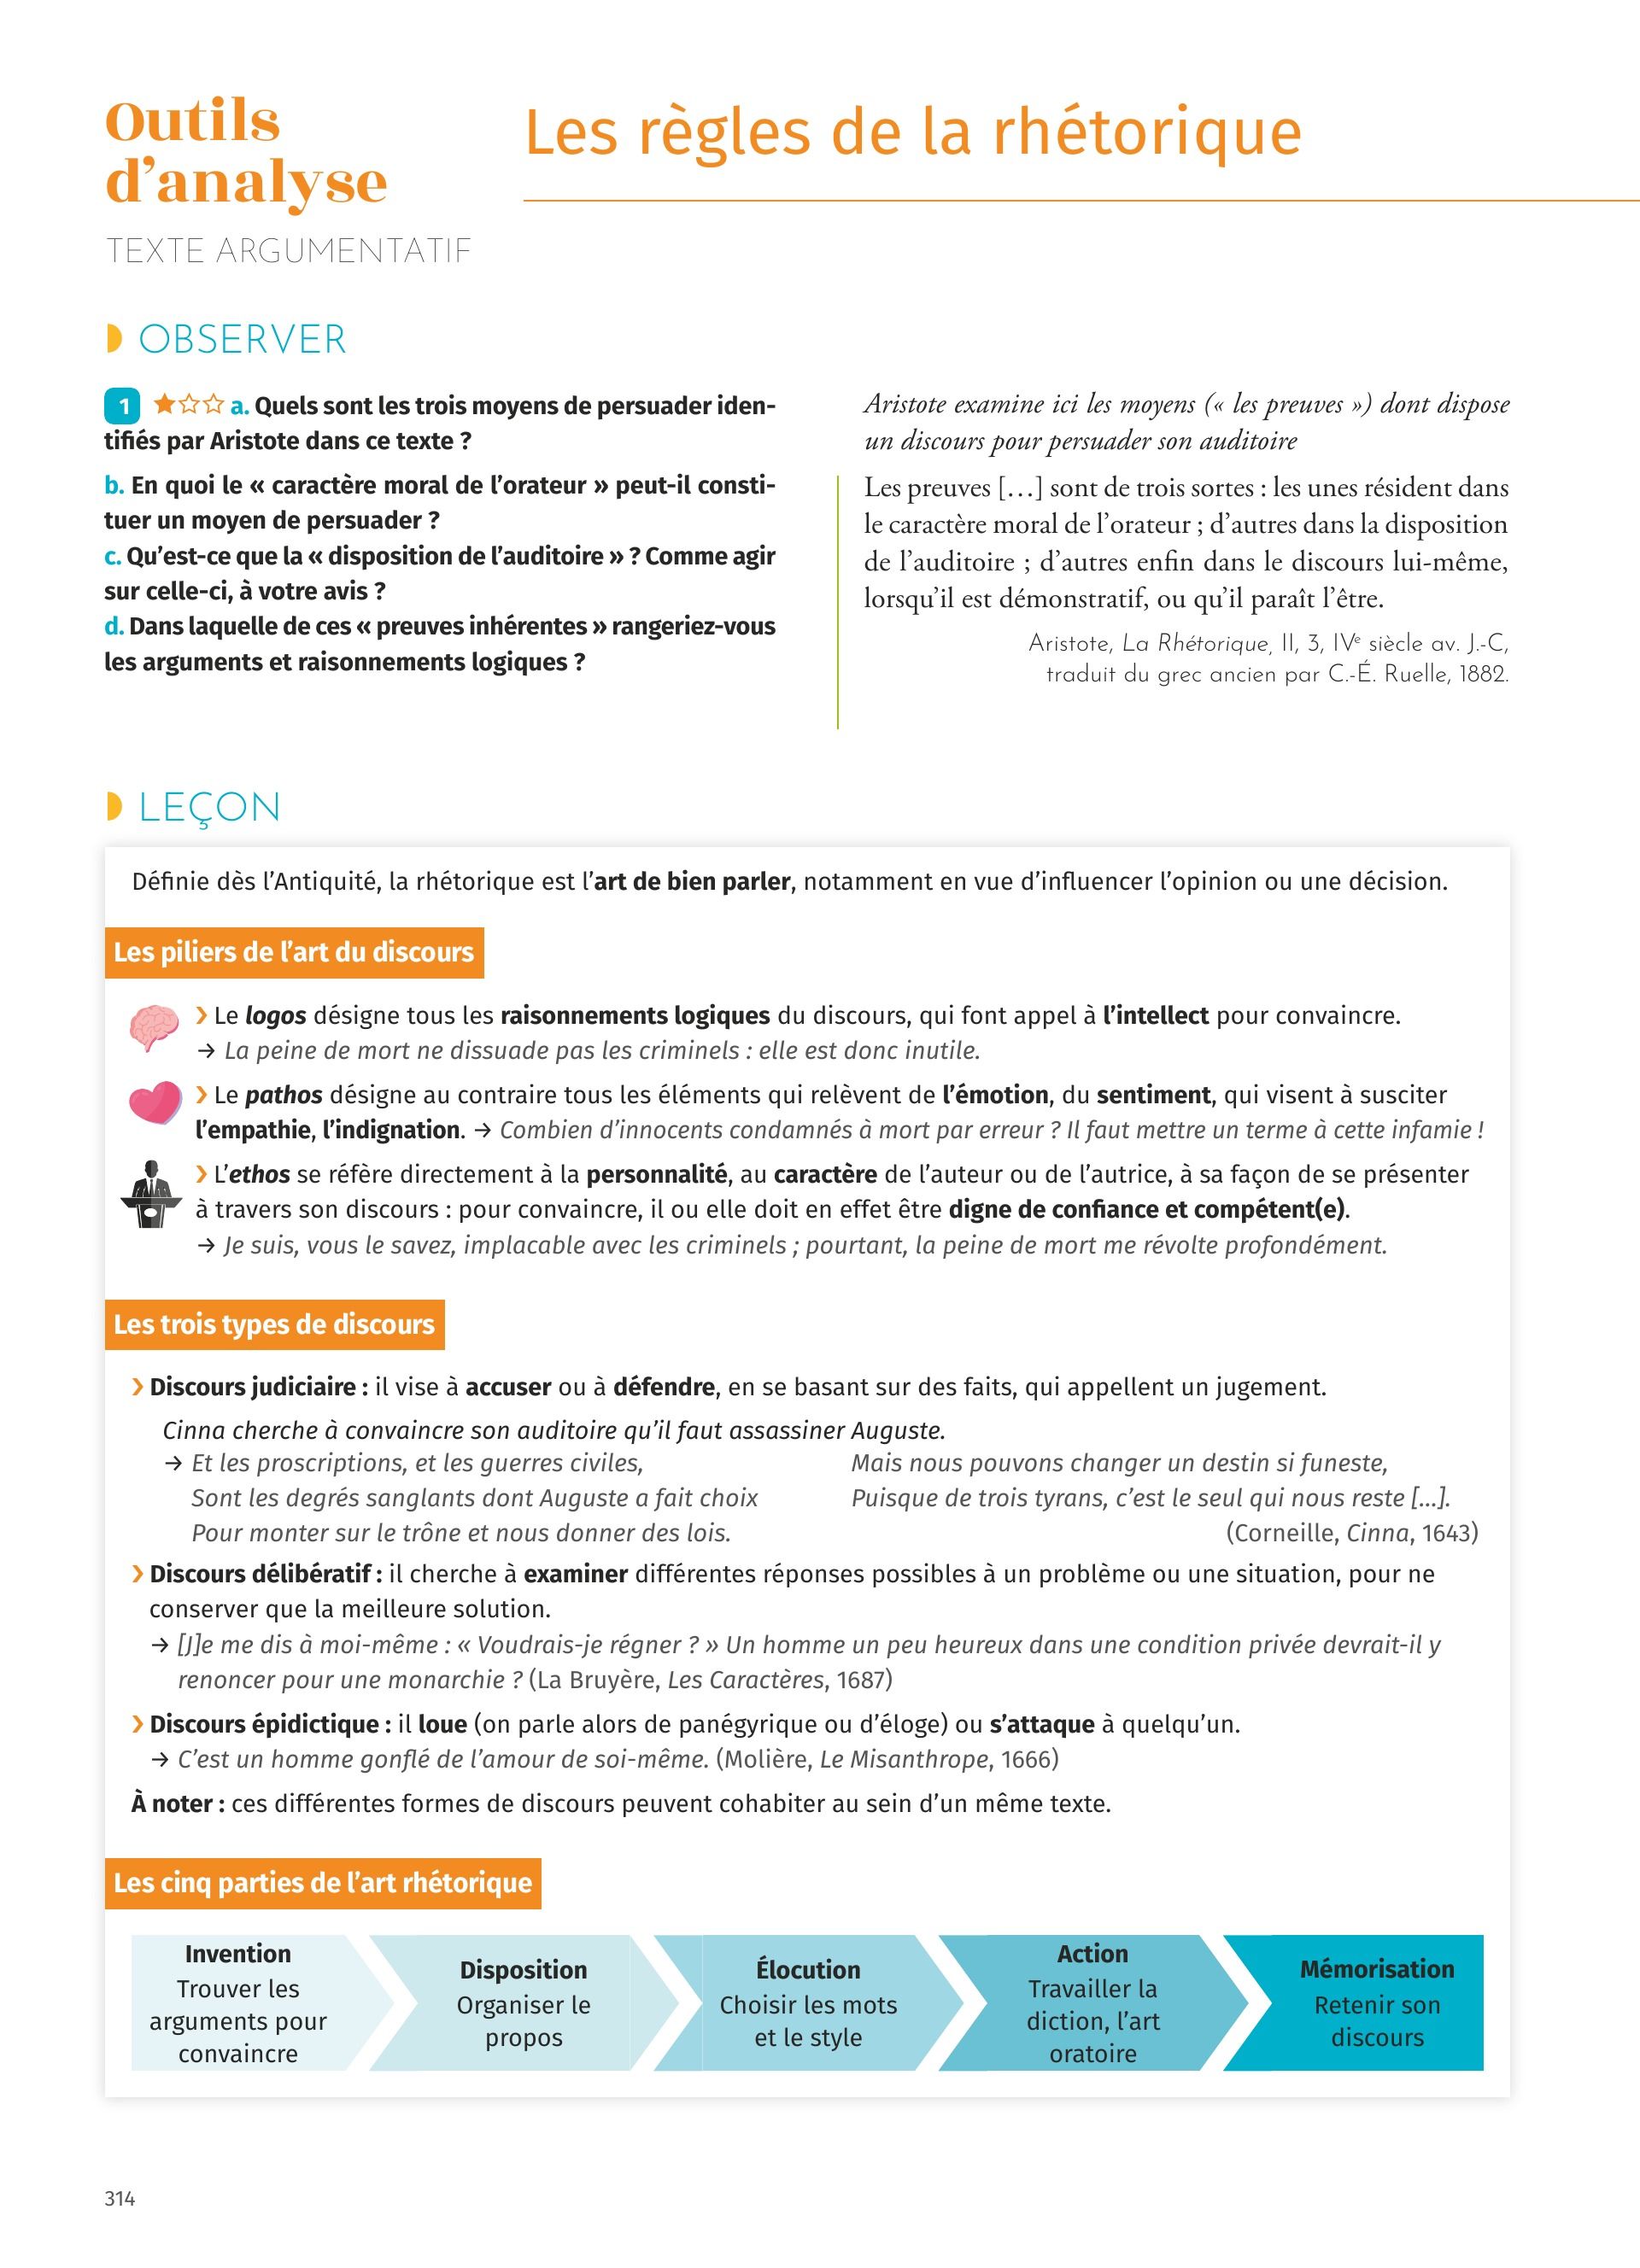 Outils
d'analyse
TEXTE ARGUMENTATIF
Les règles de la rhétorique
OBSERVER
1 a. Quels sont les trois moyens de persuader iden-
tifiés par Aristote dans ce texte ?
b. En quoi le « caractère moral de l'orateur » peut-il consti-
tuer un moyen de persuader ?
c. Qu'est-ce que la « disposition de l'auditoire » ? Comme agir
sur celle-ci, à votre avis ?
d. Dans laquelle de ces « preuves inhérentes » rangeriez-vous
les arguments et raisonnements logiques ?
Aristote examine ici les moyens (« les preuves ») dont dispose
un discours pour persuader son auditoire
Les preuves […] sont de trois sortes : les unes résident dans
le caractère moral de l'orateur ; d'autres dans la disposition
de l'auditoire ; d'autres enfin dans le discours lui-même,
lorsqu'il est démonstratif, ou qu'il paraît l'être.
Aristote, La Rhétorique, II, 3, IVe siècle av. J.-C,
traduit du grec ancien par C.-É. Ruelle, 1882.
LEÇON
Définie dès l'Antiquité, la rhétorique est l'art de bien parler, notamment en vue d'influencer l'opinion ou une décision.
Les piliers de l'art du discours
› Le logos désigne tous les raisonnements logiques du discours, qui font appel à l'intellect pour convaincre.
→ La peine de mort ne dissuade pas les criminels : elle est donc inutile.
› Le pathos désigne au contraire tous les éléments qui relèvent de l'émotion, du sentiment, qui visent à susciter
l'empathie, l'indignation. → Combien d'innocents condamnés à mort par erreur ? Il faut mettre un terme à cette infamie !
› L'ethos se réfère directement à la personnalité, au caractère de l'auteur ou de l'autrice, à sa façon de se présenter
à travers son discours : pour convaincre, il ou elle doit en effet être digne de confiance et compétent(e).
→ Je suis, vous le savez, implacable avec les criminels ; pourtant, la peine de mort me révolte profondément.
Les trois types de discours
› Discours judiciaire : il vise à accuser ou à défendre, en se basant sur des faits, qui appellent un jugement.
Cinna cherche à convaincre son auditoire qu'il faut assassiner Auguste.
→ Et les proscriptions, et les guerres civiles,
Sont les degrés sanglants dont Auguste a fait choix
Pour monter sur le trône et nous donner des lois.
Mais nous pouvons changer un destin si funeste,
Puisque de trois tyrans, c'est le seul qui nous reste [...].
(Corneille, Cinna, 1643)
› Discours délibératif : il cherche à examiner différentes réponses possibles à un problème ou une situation, pour ne
conserver que la meilleure solution.
→ [J]e me dis à moi-même : « Voudrais-je régner ? » Un homme un peu heureux dans une condition privée devrait-il y
renoncer pour une monarchie ? (La Bruyère, Les Caractères, 1687)
› Discours épidictique : il loue (on parle alors de panégyrique ou d'éloge) ou s'attaque à quelqu'un.
→ C'est un homme gonflé de l'amour de soi-même. (Molière, Le Misanthrope, 1666)
À noter : ces différentes formes de discours peuvent cohabiter au sein d'un même texte.
Les cinq parties de l'art rhétorique
Invention
Trouver les
arguments pour
convaincre
Disposition
Organiser le
propos
Élocution
Choisir les mots
et le style
Action
Travailler la
diction, l'art
oratoire
Mémorisation
Retenir son
discours
314